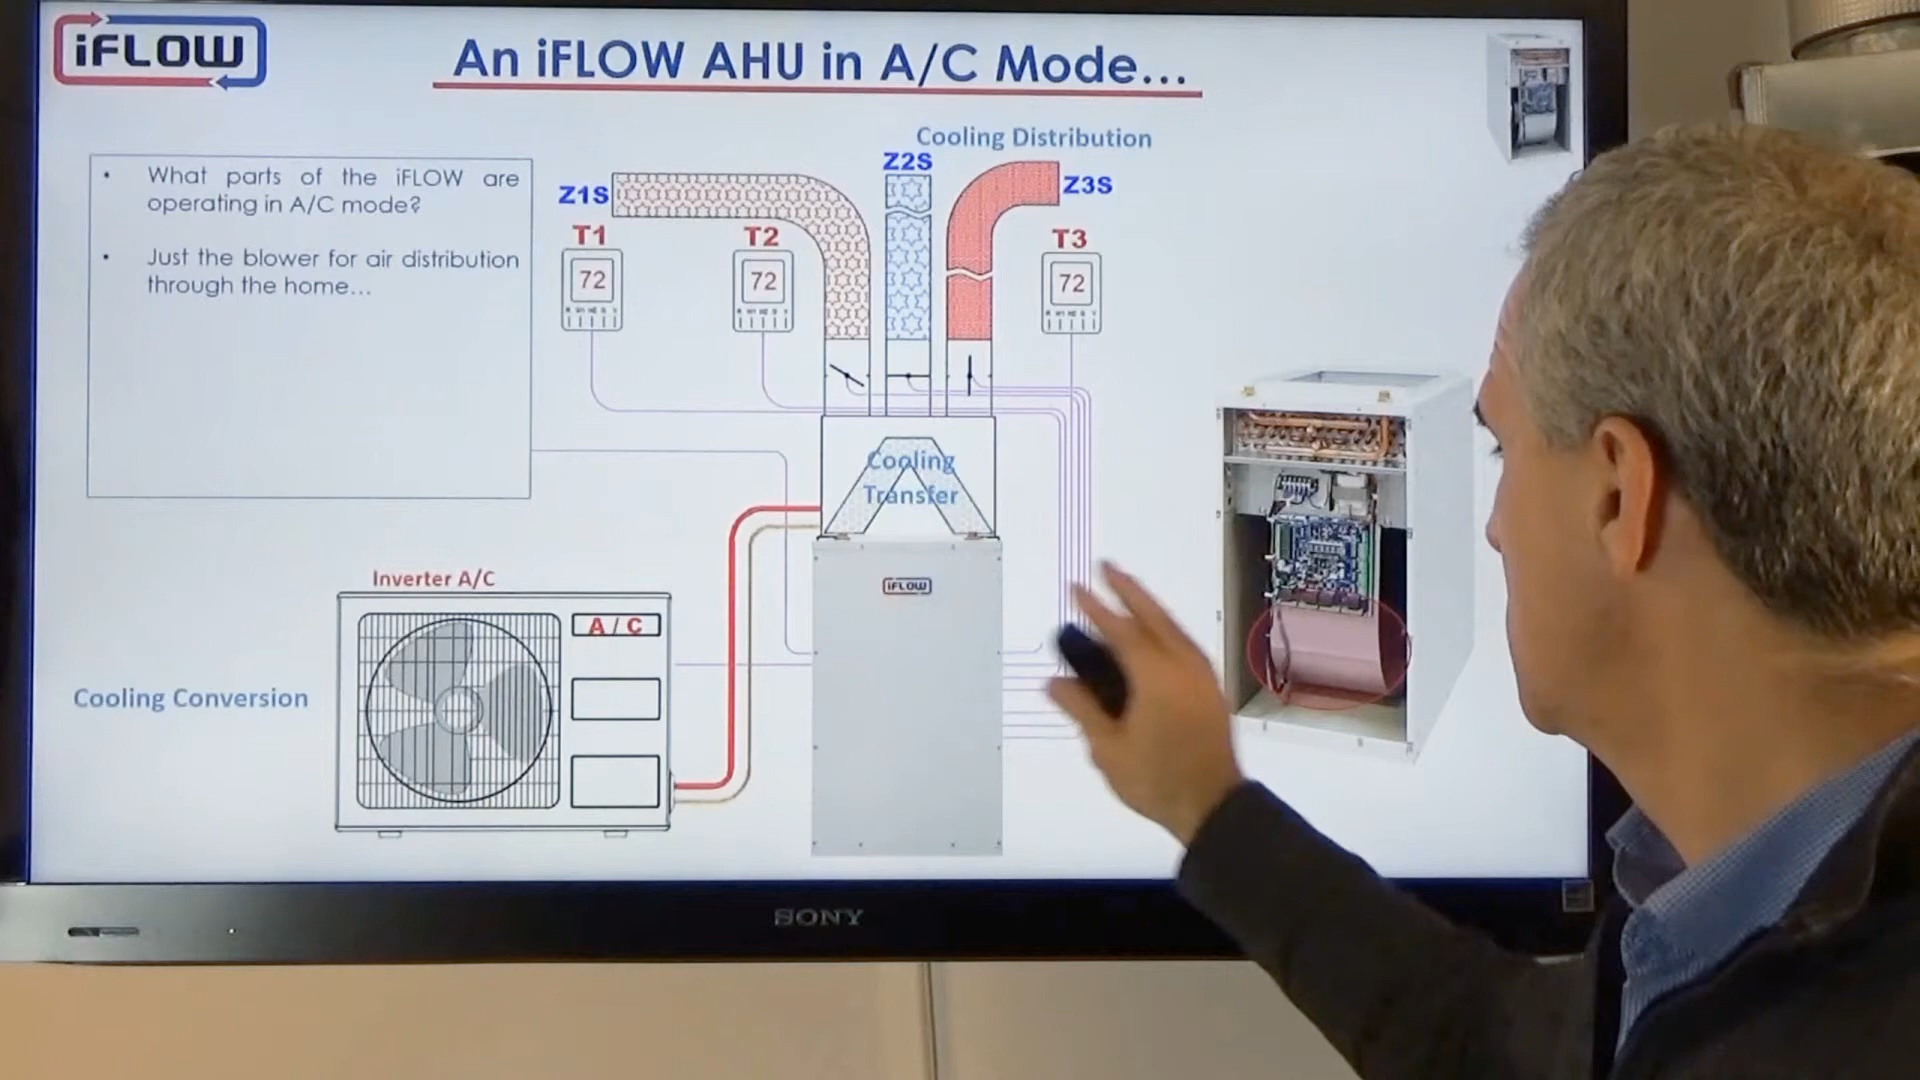 iFLOW
An iFLOW AHU in A/C Mode...
• What parts of the iFLOW are
operating in A/C mode?
• Just the blower for air distribution
through the home...
Cooling Distribution
Z1S
Z2S
Z3S
T1
T2
T3
72
72
72
Cooling
Transfer
iFLOW
Inverter A/C
A/C
Cooling Conversion
SONY